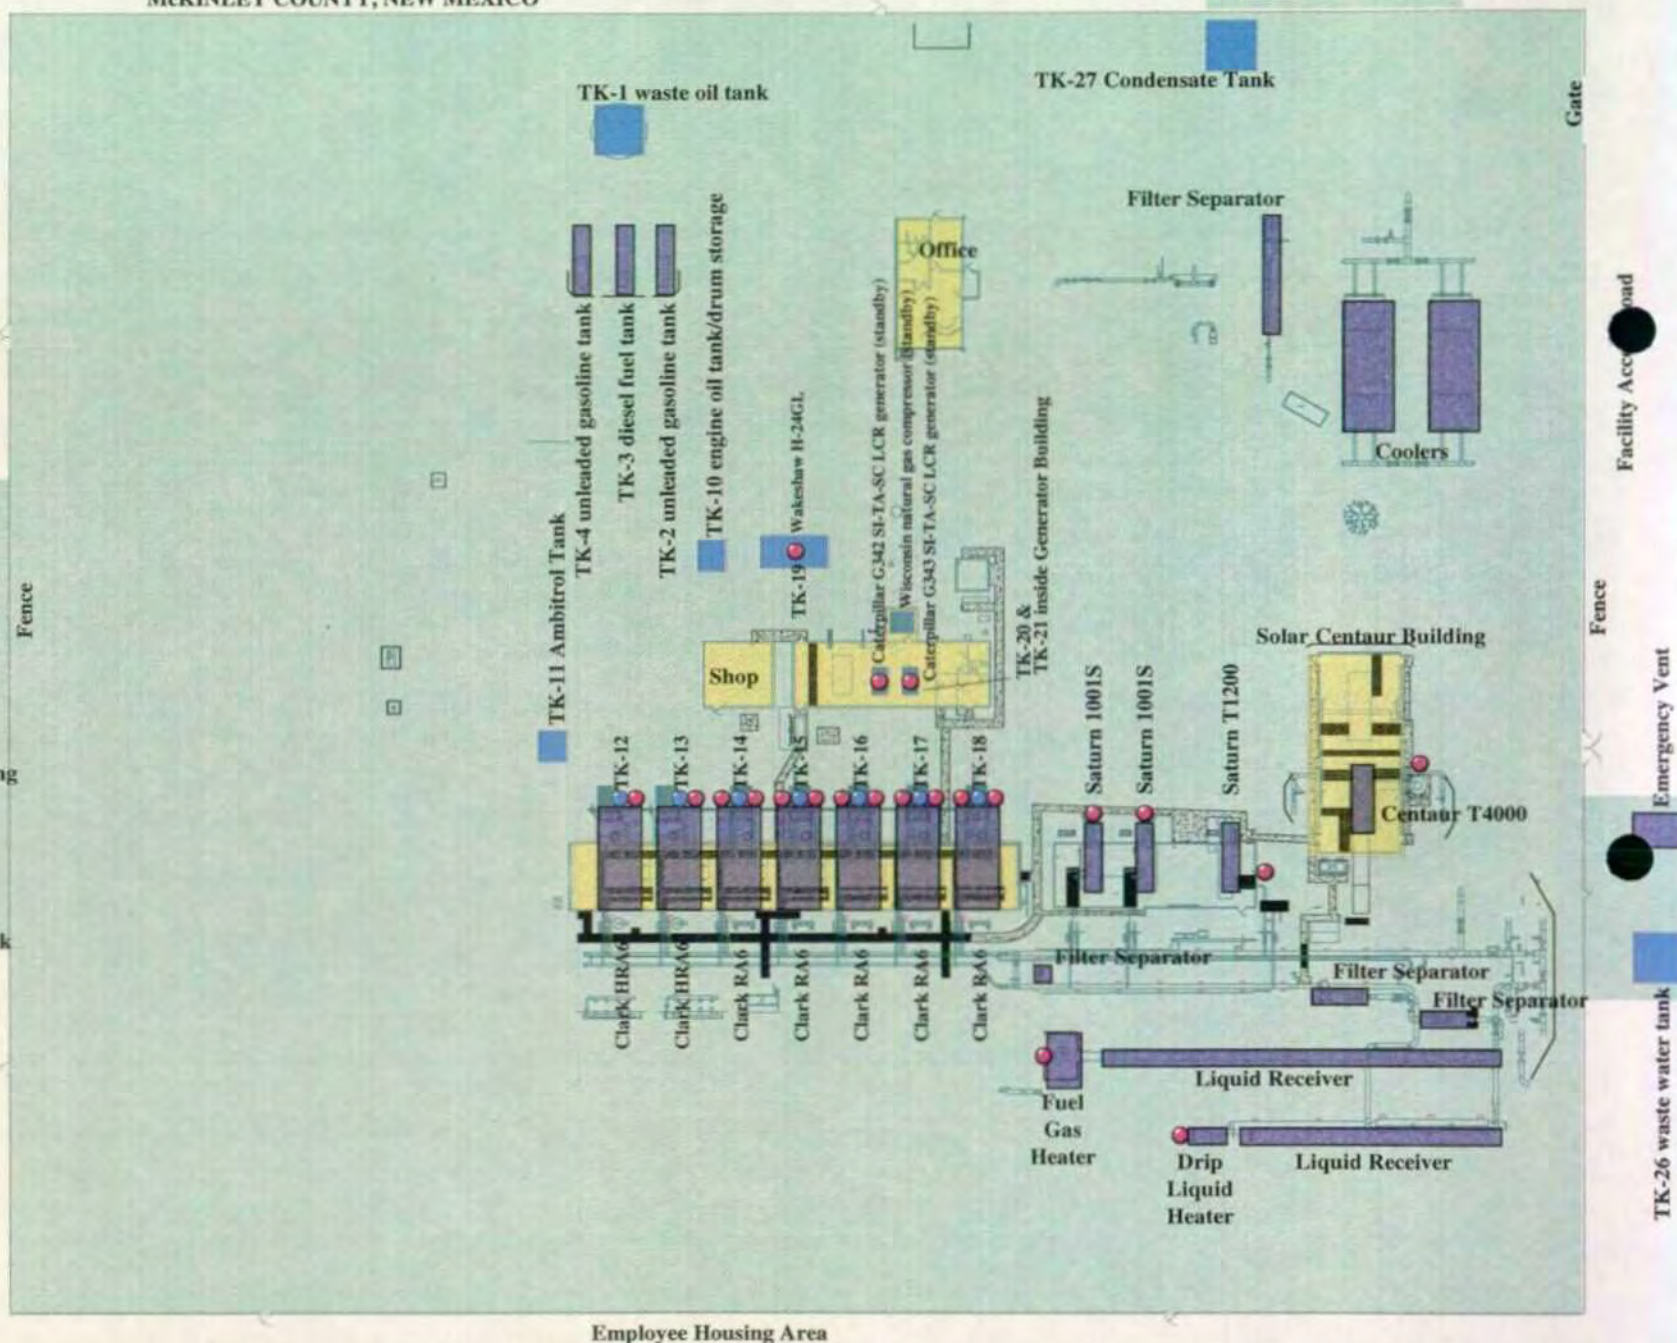 McKINLEY COUNTY, NEW MEXICO
TK-1 waste oil tank
TK-27 Condensate Tank
Gate
Filter Separator
Office
TK-4 unleaded gasoline tank
TK-3 diesel fuel tank
TK-2 unleaded gasoline tank
TK-10 engine oil tank/drum storage
TK-19
Wakeshaw H-24GL
Caterpillar G342 SI-TA-SC LCR generator (standby)
Wisconsin natural gas compressor (standby)
Caterpillar G343 SI-TA-SC LCR generator (standby)
TK-20 &
TK-21 inside Generator Building
Coolers
Facility
Fence
Fence
TK-11 Ambitrol Tank
Shop
Solar Centaur Building
Saturn 1001S
Saturn 1001S
Saturn T1200
Centaur T4000
Emergency Vent
TK-12
TK-13
TK-14
TK-15
TK-16
TK-17
TK-18
Clark HRA6
Clark HRA6
Clark RA6
Clark RA6
Clark RA6
Clark RA6
Clark RA6
Filter Separator
Filter Separator
Filter Separator
Liquid Receiver
Fuel
Gas
Heater
Drip
Liquid
Heater
Liquid Receiver
TK-26 waste water tank
Employee Housing Area